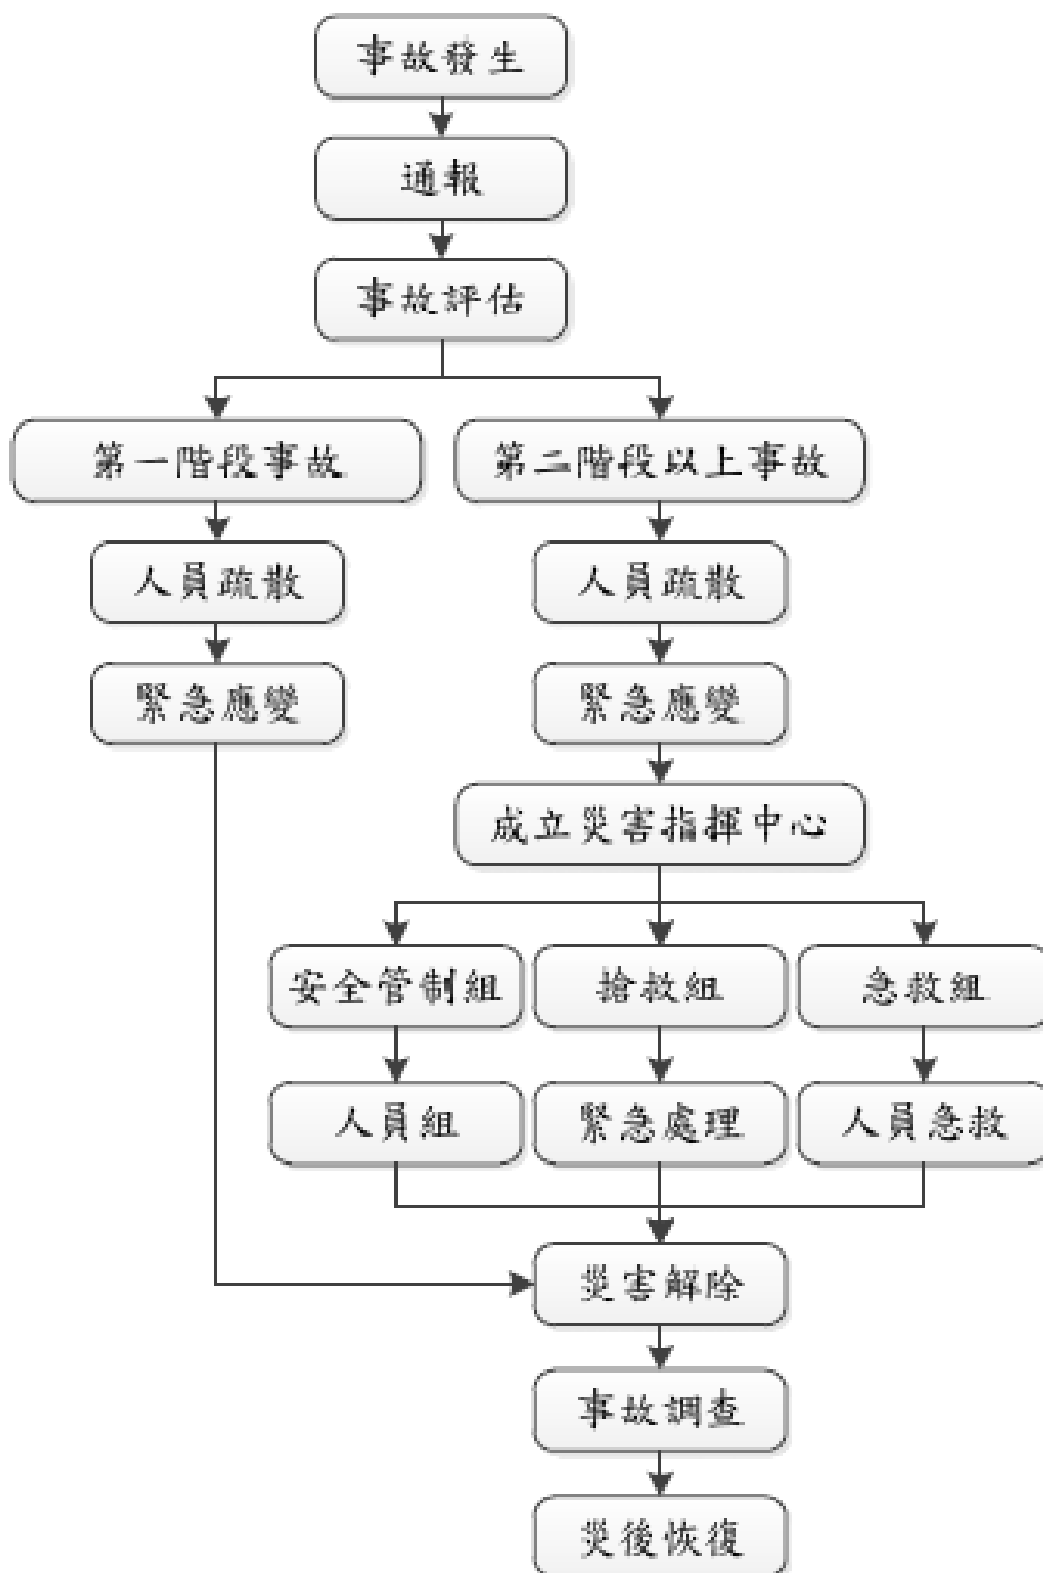 事故發生
通報
事故評估
第一階段事故
第二階段以上事故
人員疏散
人員疏散
緊急應變
緊急應變
成立災害指揮中心
安全管制組
搶救組
急救組
人員組
緊急處理
人員急救
災害解除
事故調查
災後恢復